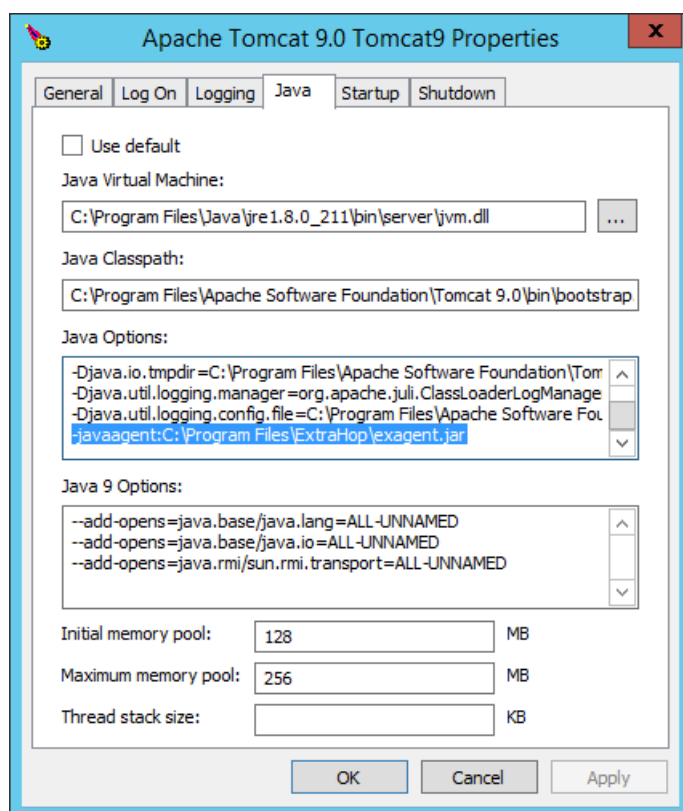 Apache Tomcat 9.0 Tomcat9 Properties
x
General Log On Logging Java Startup Shutdown
Use default
Java Virtual Machine:
C:\Program Files\Java\jre1.8.0_211\bin\server\jvm.dll ...
Java Classpath:
C:\Program Files\Apache Software Foundation\Tomcat 9.0\bin\bootstrap.
Java Options:
-Djava.io.tmpdir=C:\Program Files\Apache Software Foundation\Tom
-Djava.util.logging.manager=org.apache.juli.ClassLoaderLogManage
-Djava.util.logging.config.file=C:\Program Files\Apache Software Fou
-javaagent:C:\Program Files\ExtraHop\exagent.jar
Java 9 Options:
--add-opens=java.base/java.lang=ALL-UNNAMED
--add-opens=java.base/java.io=ALL-UNNAMED
--add-opens=java.rmi/sun.rmi.transport=ALL-UNNAMED
Initial memory pool: 128 MB
Maximum memory pool: 256 MB
Thread stack size: KB
OK Cancel Apply